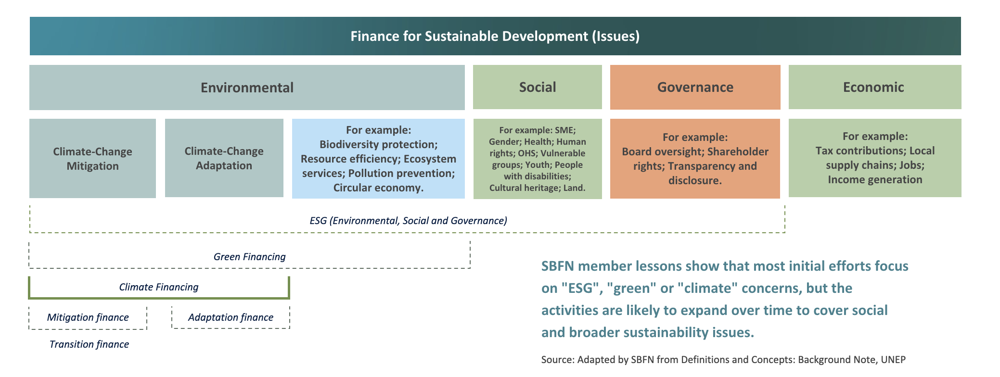 Finance for Sustainable Development (Issues)
Environmental
Social
Governance
Economic
Climate-Change
Mitigation
Climate-Change
Adaptation
For example:
Biodiversity protection;
Resource efficiency; Ecosystem
services; Pollution prevention;
Circular economy.
For example: SME;
Gender; Health; Human
rights; OHS; Vulnerable
groups; Youth; People
with disabilities;
Cultural heritage; Land.
For example:
Board oversight; Shareholder
rights; Transparency and
disclosure.
For example:
Tax contributions; Local
supply chains; Jobs;
Income generation
ESG (Environmental, Social and Governance)
Green Financing
Climate Financing
Mitigation finance
Adaptation finance
Transition finance
SBFN member lessons show that most initial efforts focus
on "ESG", "green" or "climate" concerns, but the
activities are likely to expand over time to cover social
and broader sustainability issues.
Source: Adapted by SBFN from Definitions and Concepts: Background Note, UNEP